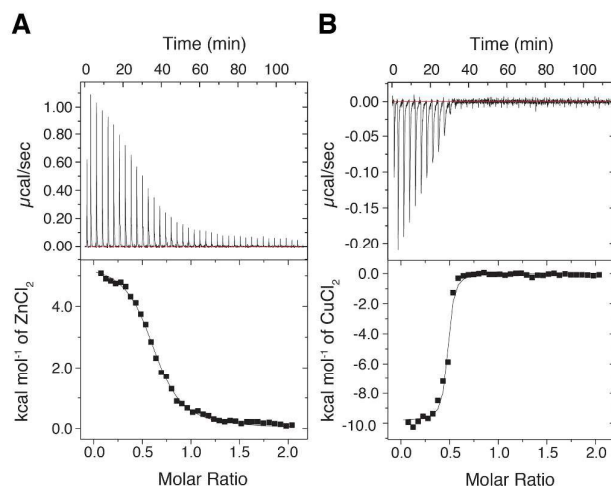 A
Time (min)
0 20 40 60 80 100
µcal/sec
1.00
0.80
0.60
0.40
0.20
0.00
kcal mol⁻¹ of ZnCl₂
4.0
2.0
0.0
0.0 0.5 1.0 1.5 2.0
Molar Ratio
B
Time (min)
0 20 40 60 80 100
µcal/sec
0.00
-0.05
-0.10
-0.15
-0.20
kcal mol⁻¹ of CuCl₂
0.0
-2.0
-4.0
-6.0
-8.0
-10.0
0.0 0.5 1.0 1.5 2.0
Molar Ratio